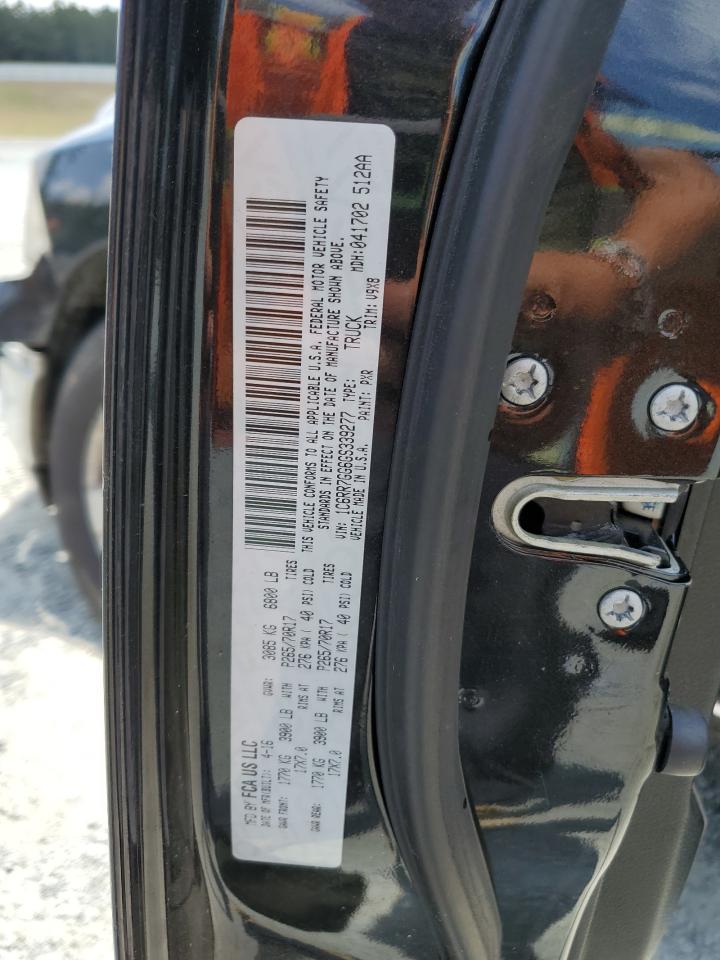 MFD BY FCA US LLC
DATE OF MFR(BUILT): 4-16 GVWR: 3085 KG 6800 LB
GAWR FRONT: 1770 KG 3900 LB WITH P265/70R17 TIRES
17X7.0 RIMS AT 276 KPA( 40 PSI) COLD
GAWR REAR: 1770 KG 3900 LB WITH P265/70R17 TIRES
17X7.0 RIMS AT 276 KPA( 40 PSI) COLD
THIS VEHICLE CONFORMS TO ALL APPLICABLE U.S.A. FEDERAL MOTOR VEHICLE SAFETY
STANDARDS IN EFFECT ON THE DATE OF MANUFACTURE SHOWN ABOVE.
VIN: 1C6RR7GG6GS339277 TYPE: TRUCK MDH:041702 512AA
VEHICLE MADE IN U.S.A. PAINT: PXR TRIM: V9X8